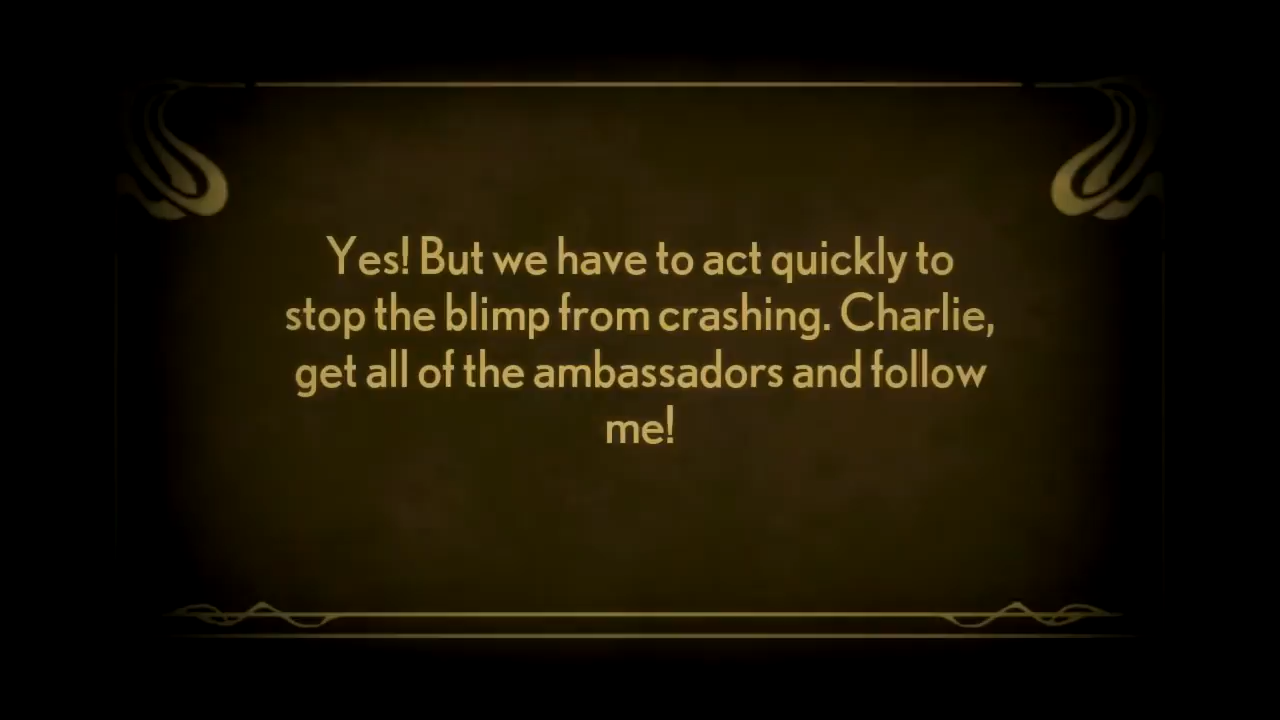 Yes! But we have to act quickly to
stop the blimp from crashing. Charlie,
get all of the ambassadors and follow
me!